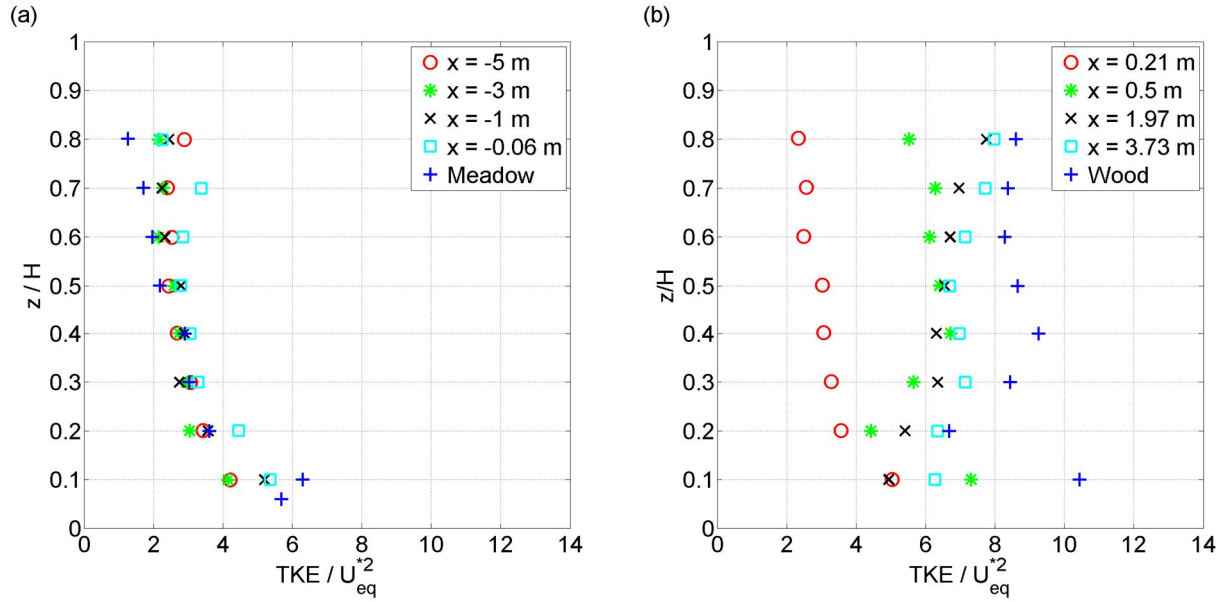 (a)
1
0.9
0.8
0.7
0.6
0.5
0.4
0.3
0.2
0.1
0
z / H
0 2 4 6 8 10 12 14
TKE / U*2eq
x = -5 m
x = -3 m
x = -1 m
x = -0.06 m
Meadow
(b)
1
0.9
0.8
0.7
0.6
0.5
0.4
0.3
0.2
0.1
0
z/H
0 2 4 6 8 10 12 14
TKE / U*2eq
x = 0.21 m
x = 0.5 m
x = 1.97 m
x = 3.73 m
Wood